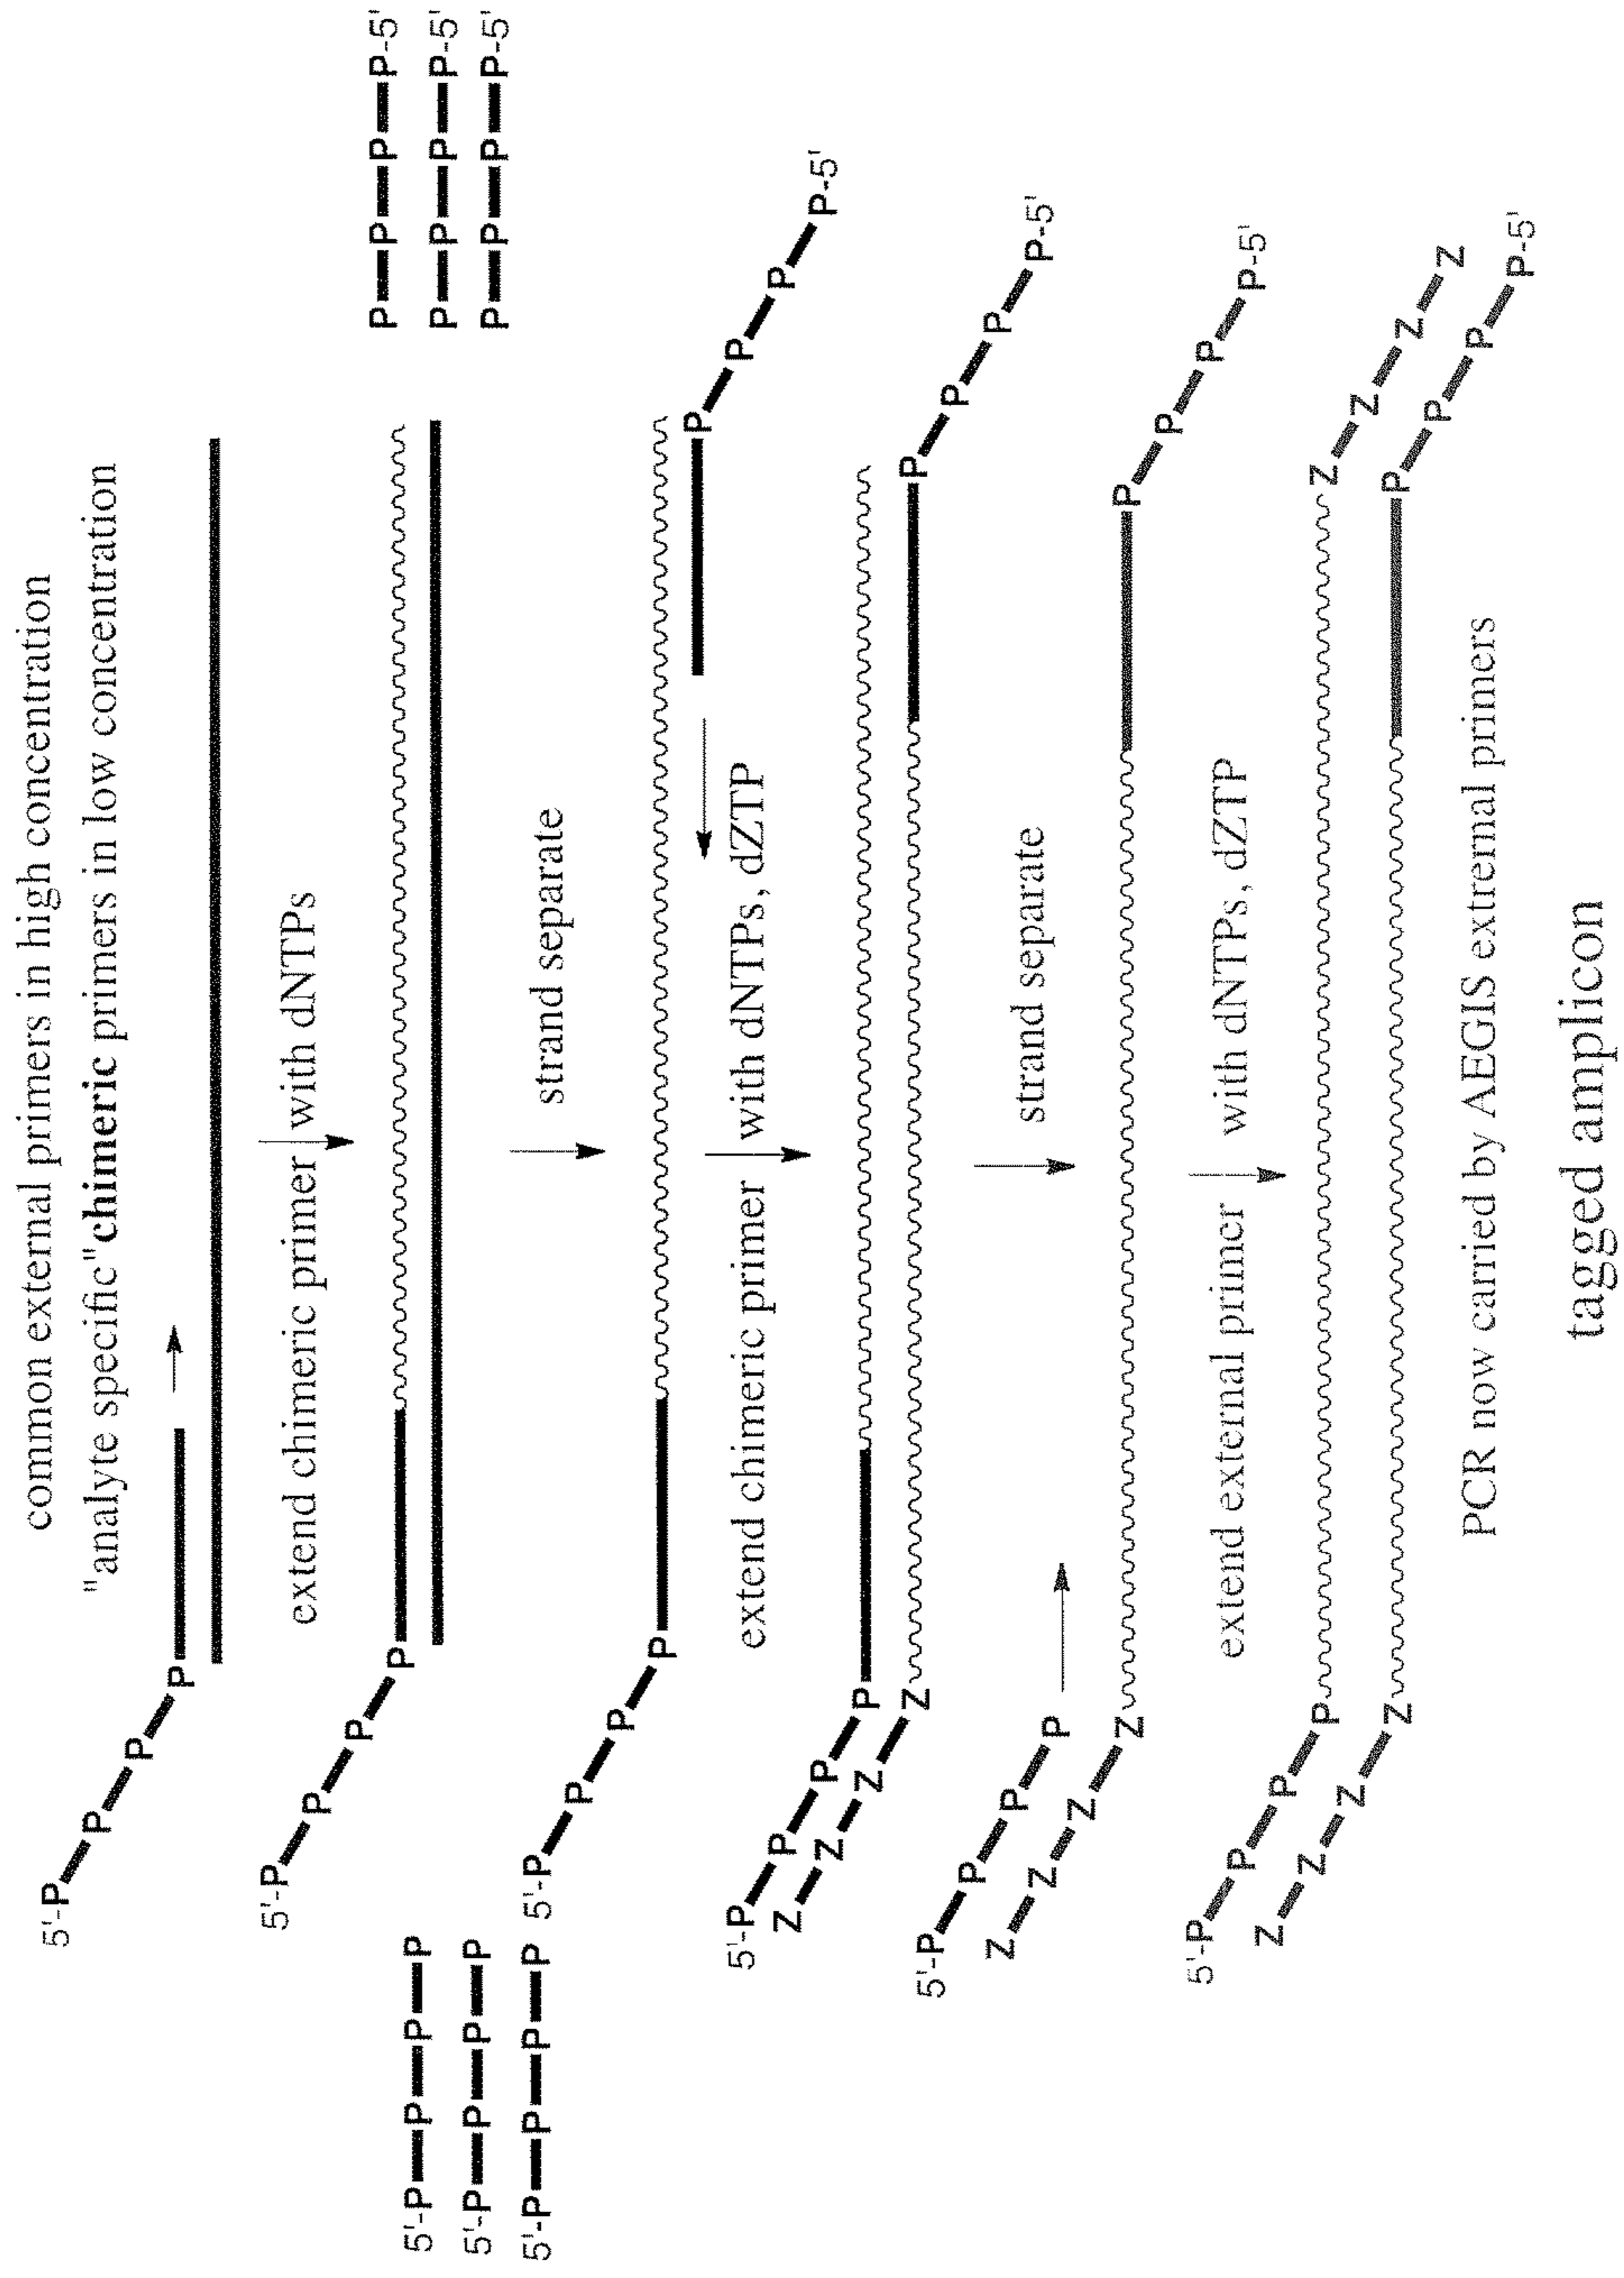 common external primers in high concentration
"analyte specific"chimeric primers in low concentration
5'-P P P P
extend chimeric primer with dNTPs
5'-P P P P
P P P P-5'
P P P P-5'
P P P P-5'
5'-P P P P
5'-P P P P
5'-P P P P
strand separate
5'-P P P P
P P P P-5'
extend chimeric primer with dNTPs, dZTP
5'-P P P P
Z Z Z Z
P P P P-5'
strand separate
5'-P P P P
Z Z Z Z
P P P P-5'
extend external primer with dNTPs, dZTP
5'-P P P P
Z Z Z Z
Z Z Z Z
P P P P-5'
PCR now carried by AEGIS extrenal primers
tagged amplicon